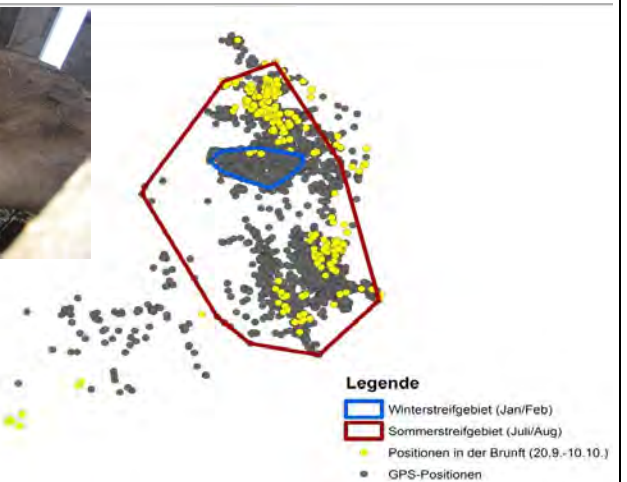 Legende
Winterstreifgebiet (Jan/Feb)
Sommerstreifgebiet (Juli/Aug)
Positionen in der Brunft (20.9.-10.10.)
GPS-Positionen